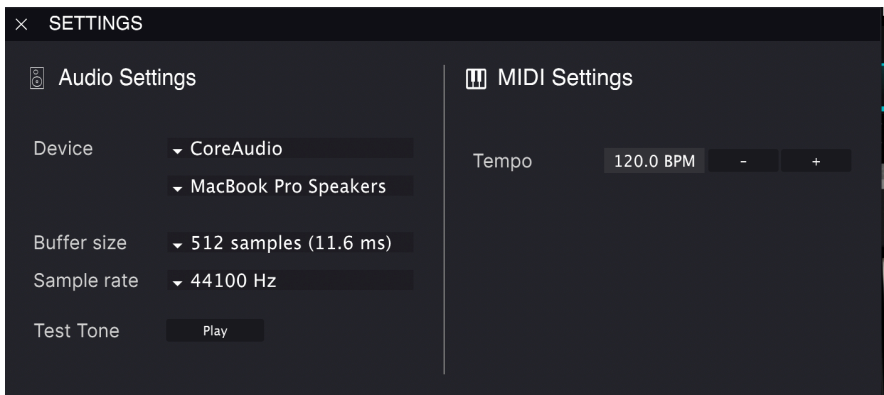 × SETTINGS
Audio Settings
Device
CoreAudio
MacBook Pro Speakers
Buffer size
512 samples (11.6 ms)
Sample rate
44100 Hz
Test Tone
Play
MIDI Settings
Tempo
120.0 BPM
-
+